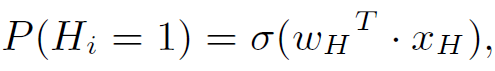 P(H_i = 1) = σ(w_H^T · x_H),